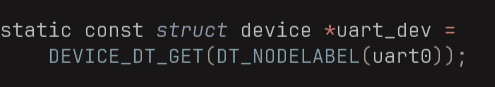 static const struct device *uart_dev =
    DEVICE_DT_GET(DT_NODELABEL(uart0));